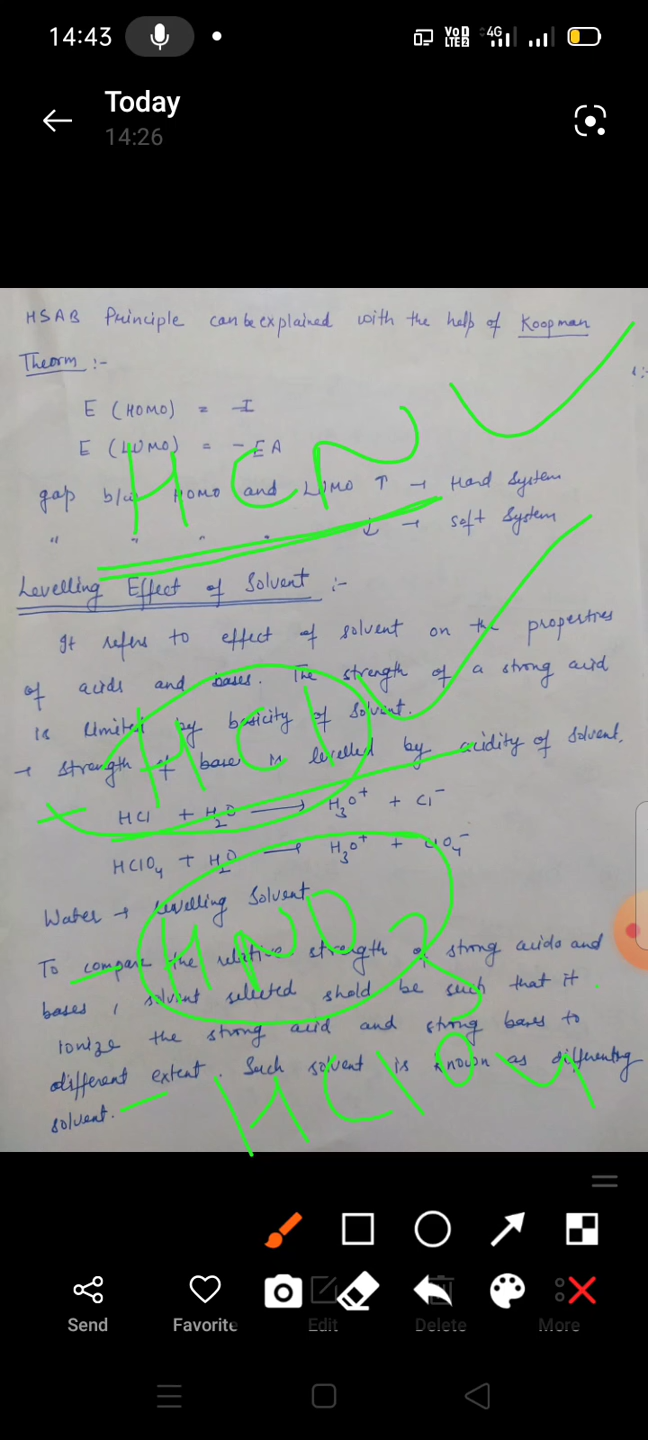 14:43
VoD LTE2 4G
Today
14:26
HSAB Principle can be explained with the help of Koopman
Theorm :-
E (HOMO) = -I
E (LUMO) = - EA
gap b/w HOMO and LUMO ↑ → Hard System
" " " " ↓ → Soft System
HCN
Levelling Effect of Solvent :-
It refers to effect of solvent on the properties
of acids and bases. The strength of a strong acid
is limited by basicity of solvent.
→ strength of base is levelled by acidity of solvent.
HCl
HCl + H2O → H3O+ + Cl-
HClO4 + H2O → H3O+ + ClO4-
Water → levelling Solvent
HNO3
To compare the relative strength of strong acids and
bases, solvent selected shold be such that it
ionize the strong acid and strong bases to
different extent. Such solvent is known as differenting
solvent.
HClO4
Send Favorite Edit Delete More